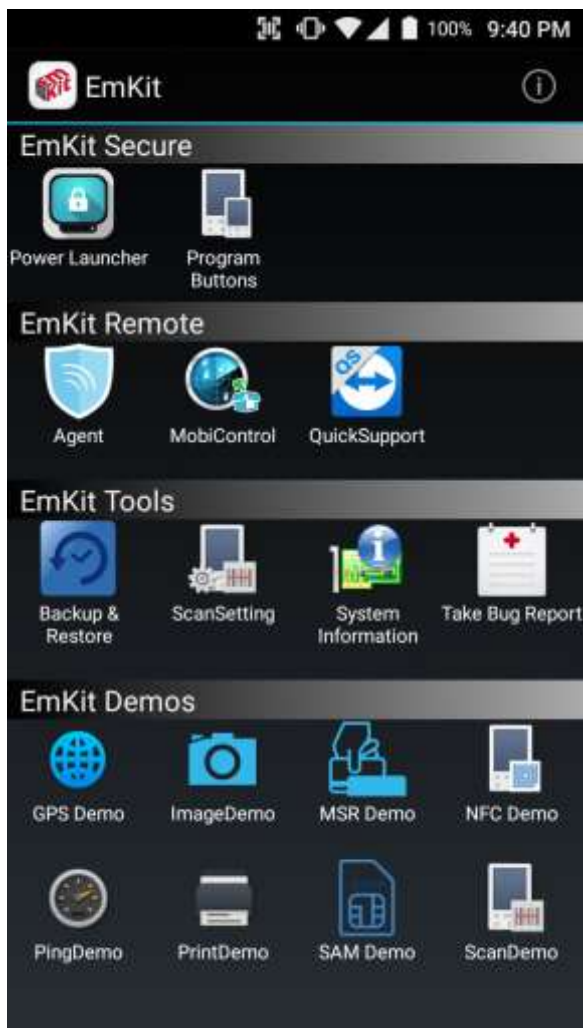 100% 9:40 PM
EmKit
EmKit Secure
Power Launcher
Program
Buttons
EmKit Remote
QS
Agent
MobiControl
QuickSupport
EmKit Tools
Backup &
Restore
ScanSetting
System
Information
Take Bug Report
EmKit Demos
GPS Demo
ImageDemo
MSR Demo
NFC Demo
PingDemo
PrintDemo
SAM Demo
ScanDemo